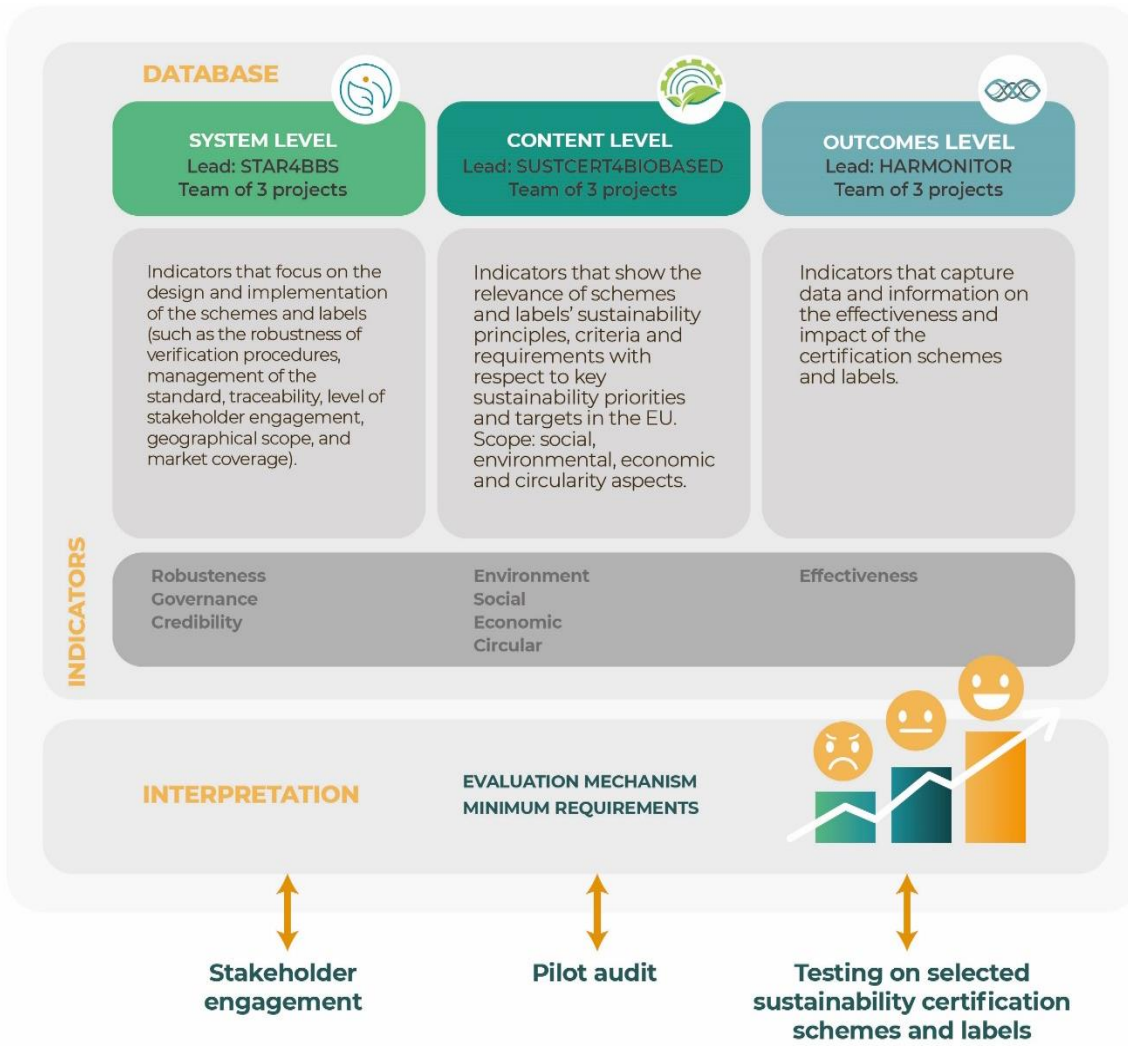 DATABASE
SYSTEM LEVEL
Lead: STAR4BBS
Team of 3 projects
CONTENT LEVEL
Lead: SUSTCERT4BIOBASED
Team of 3 projects
OUTCOMES LEVEL
Lead: HARMONITOR
Team of 3 projects
Indicators that focus on the
design and implementation
of the schemes and labels
(such as the robustness of
verification procedures,
management of the
standard, traceability, level of
stakeholder engagement,
geographical scope, and
market coverage).
Indicators that show the
relevance of schemes
and labels’ sustainability
principles, criteria and
requirements with
respect to key
sustainability priorities
and targets in the EU.
Scope: social,
environmental, economic
and circularity aspects.
Indicators that capture
data and information on
the effectiveness and
impact of the
certification schemes
and labels.
INDICATORS
Robusteness
Governance
Credibility
Environment
Social
Economic
Circular
Effectiveness
INTERPRETATION
EVALUATION MECHANISM
MINIMUM REQUIREMENTS
Stakeholder
engagement
Pilot audit
Testing on selected
sustainability certification
schemes and labels